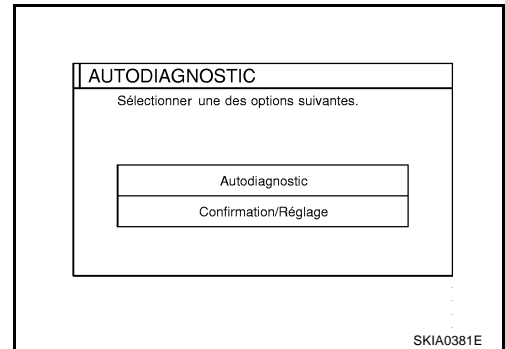 AUTODIAGNOSTIC
Sélectionner une des options suivantes.
Autodiagnostic
Confirmation/Réglage
SKIA0381E